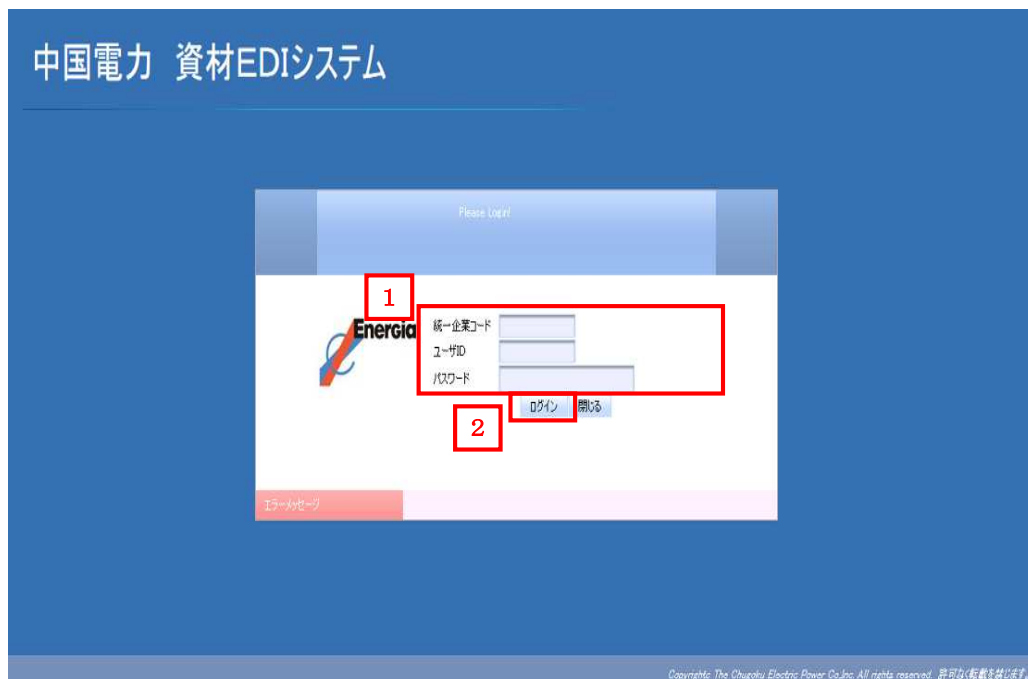 中国電力 資材EDIシステム
Please Login!
1
Energia
統一企業コード
ユーザID
パスワード
ログイン 閉じる
2
エラーメッセージ
Copyrights The Chugoku Electric Power Co.,Inc. All rights reserved. 許可なく転載を禁じます。